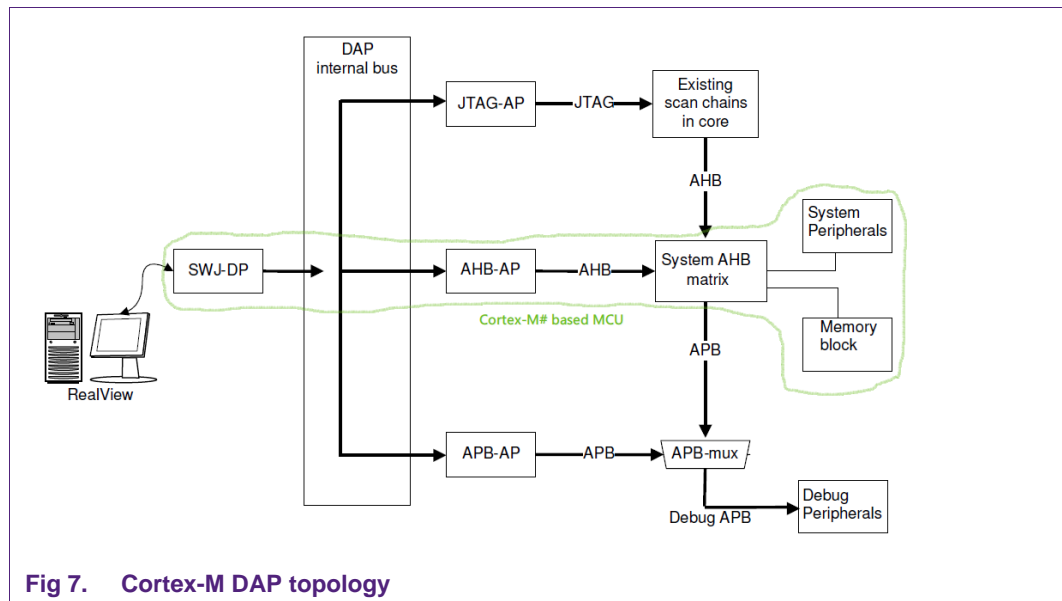 DAP
internal bus
JTAG-AP
JTAG
Existing
scan chains
in core
AHB
System
Peripherals
SWJ-DP
AHB-AP
AHB
System AHB
matrix
Cortex-M# based MCU
Memory
block
APB
RealView
APB-AP
APB
APB-mux
Debug APB
Debug
Peripherals
Fig 7. Cortex-M DAP topology